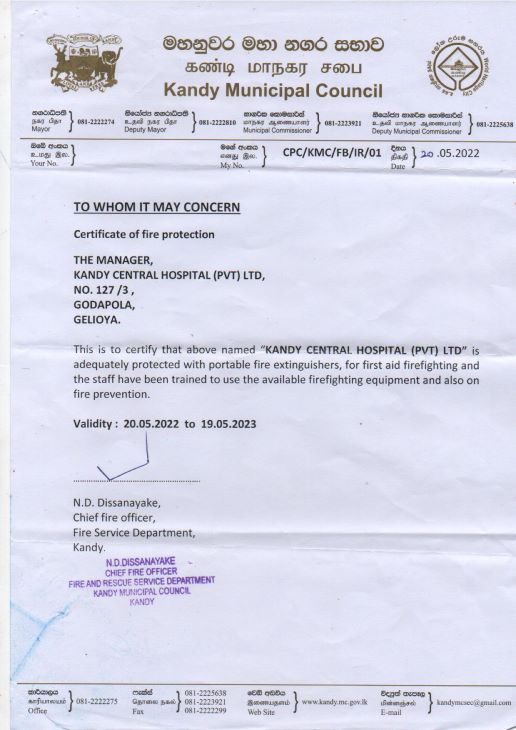 මහනුවර මහා නගර සභාව
கண்டி மாநகர சபை
Kandy Municipal Council
නගරාධිපති
நகர பிதா
Mayor
081-2222274
නියෝජ්‍ය නගරාධිපති
உதவி நகர பிதா
Deputy Mayor
081-2222810
නාගරික කොමසාරිස්
மாநகர ஆணையாளர்
Municipal Commissioner
081-2223921
නියෝජ්‍ය නාගරික කොමසාරිස්
உதவி மாநகர ஆணையாளர்
Deputy Municipal Commissioner
081-2225638
ඔබේ අංකය
உமது இல.
Your No.
මගේ අංකය
எனது இல.
My No.
CPC/KMC/FB/IR/01
දිනය
திகதி
Date
20 .05.2022
TO WHOM IT MAY CONCERN
Certificate of fire protection
THE MANAGER,
KANDY CENTRAL HOSPITAL (PVT) LTD,
NO. 127 /3 ,
GODAPOLA,
GELIOYA.
This is to certify that above named “KANDY CENTRAL HOSPITAL (PVT) LTD” is
adequately protected with portable fire extinguishers, for first aid firefighting and
the staff have been trained to use the available firefighting equipment and also on
fire prevention.
Validity : 20.05.2022 to 19.05.2023
N.D. Dissanayake,
Chief fire officer,
Fire Service Department,
Kandy.
N.D.DISSANAYAKE
CHIEF FIRE OFFICER
FIRE AND RESCUE SERVICE DEPARTMENT
KANDY MUNICIPAL COUNCIL
KANDY
කාර්යාලය
காரியாலயம்
Office
081-2222275
ෆැක්ස්
தொலை நகல்
Fax
081-2225638
081-2223921
081-2222299
වෙබ් අඩවිය
இணையதளம்
Web Site
www.kandy.mc.gov.lk
විද්‍යුත් තැපෑල
மின்னஞ்சல்
E-mail
kandymcsec@gmail.com